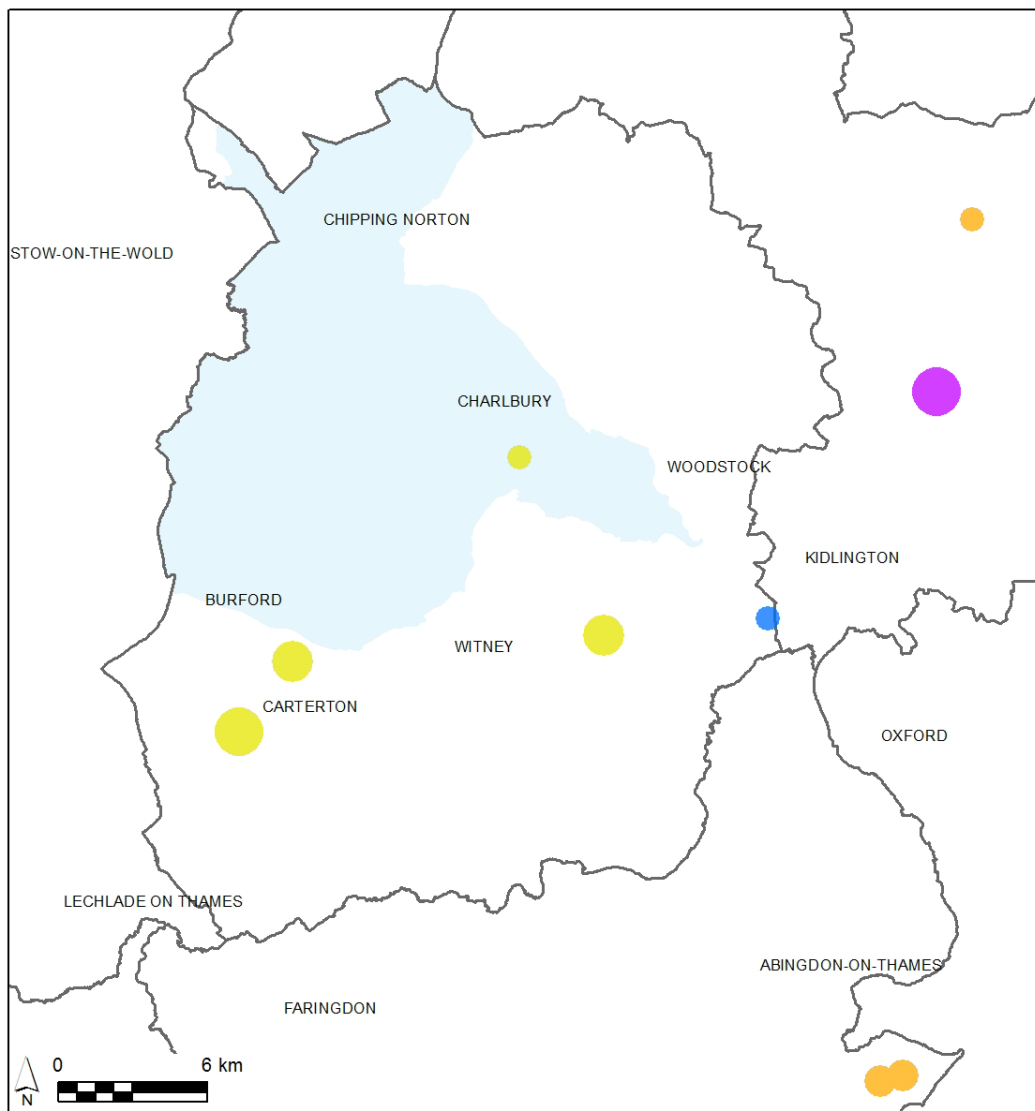 CHIPPING NORTON
STOW-ON-THE-WOLD
CHARLBURY
WOODSTOCK
KIDLINGTON
BURFORD
WITNEY
CARTERTON
OXFORD
LECHLADE ON THAMES
ABINGDON-ON-THAMES
FARINGDON
0 6 km
N